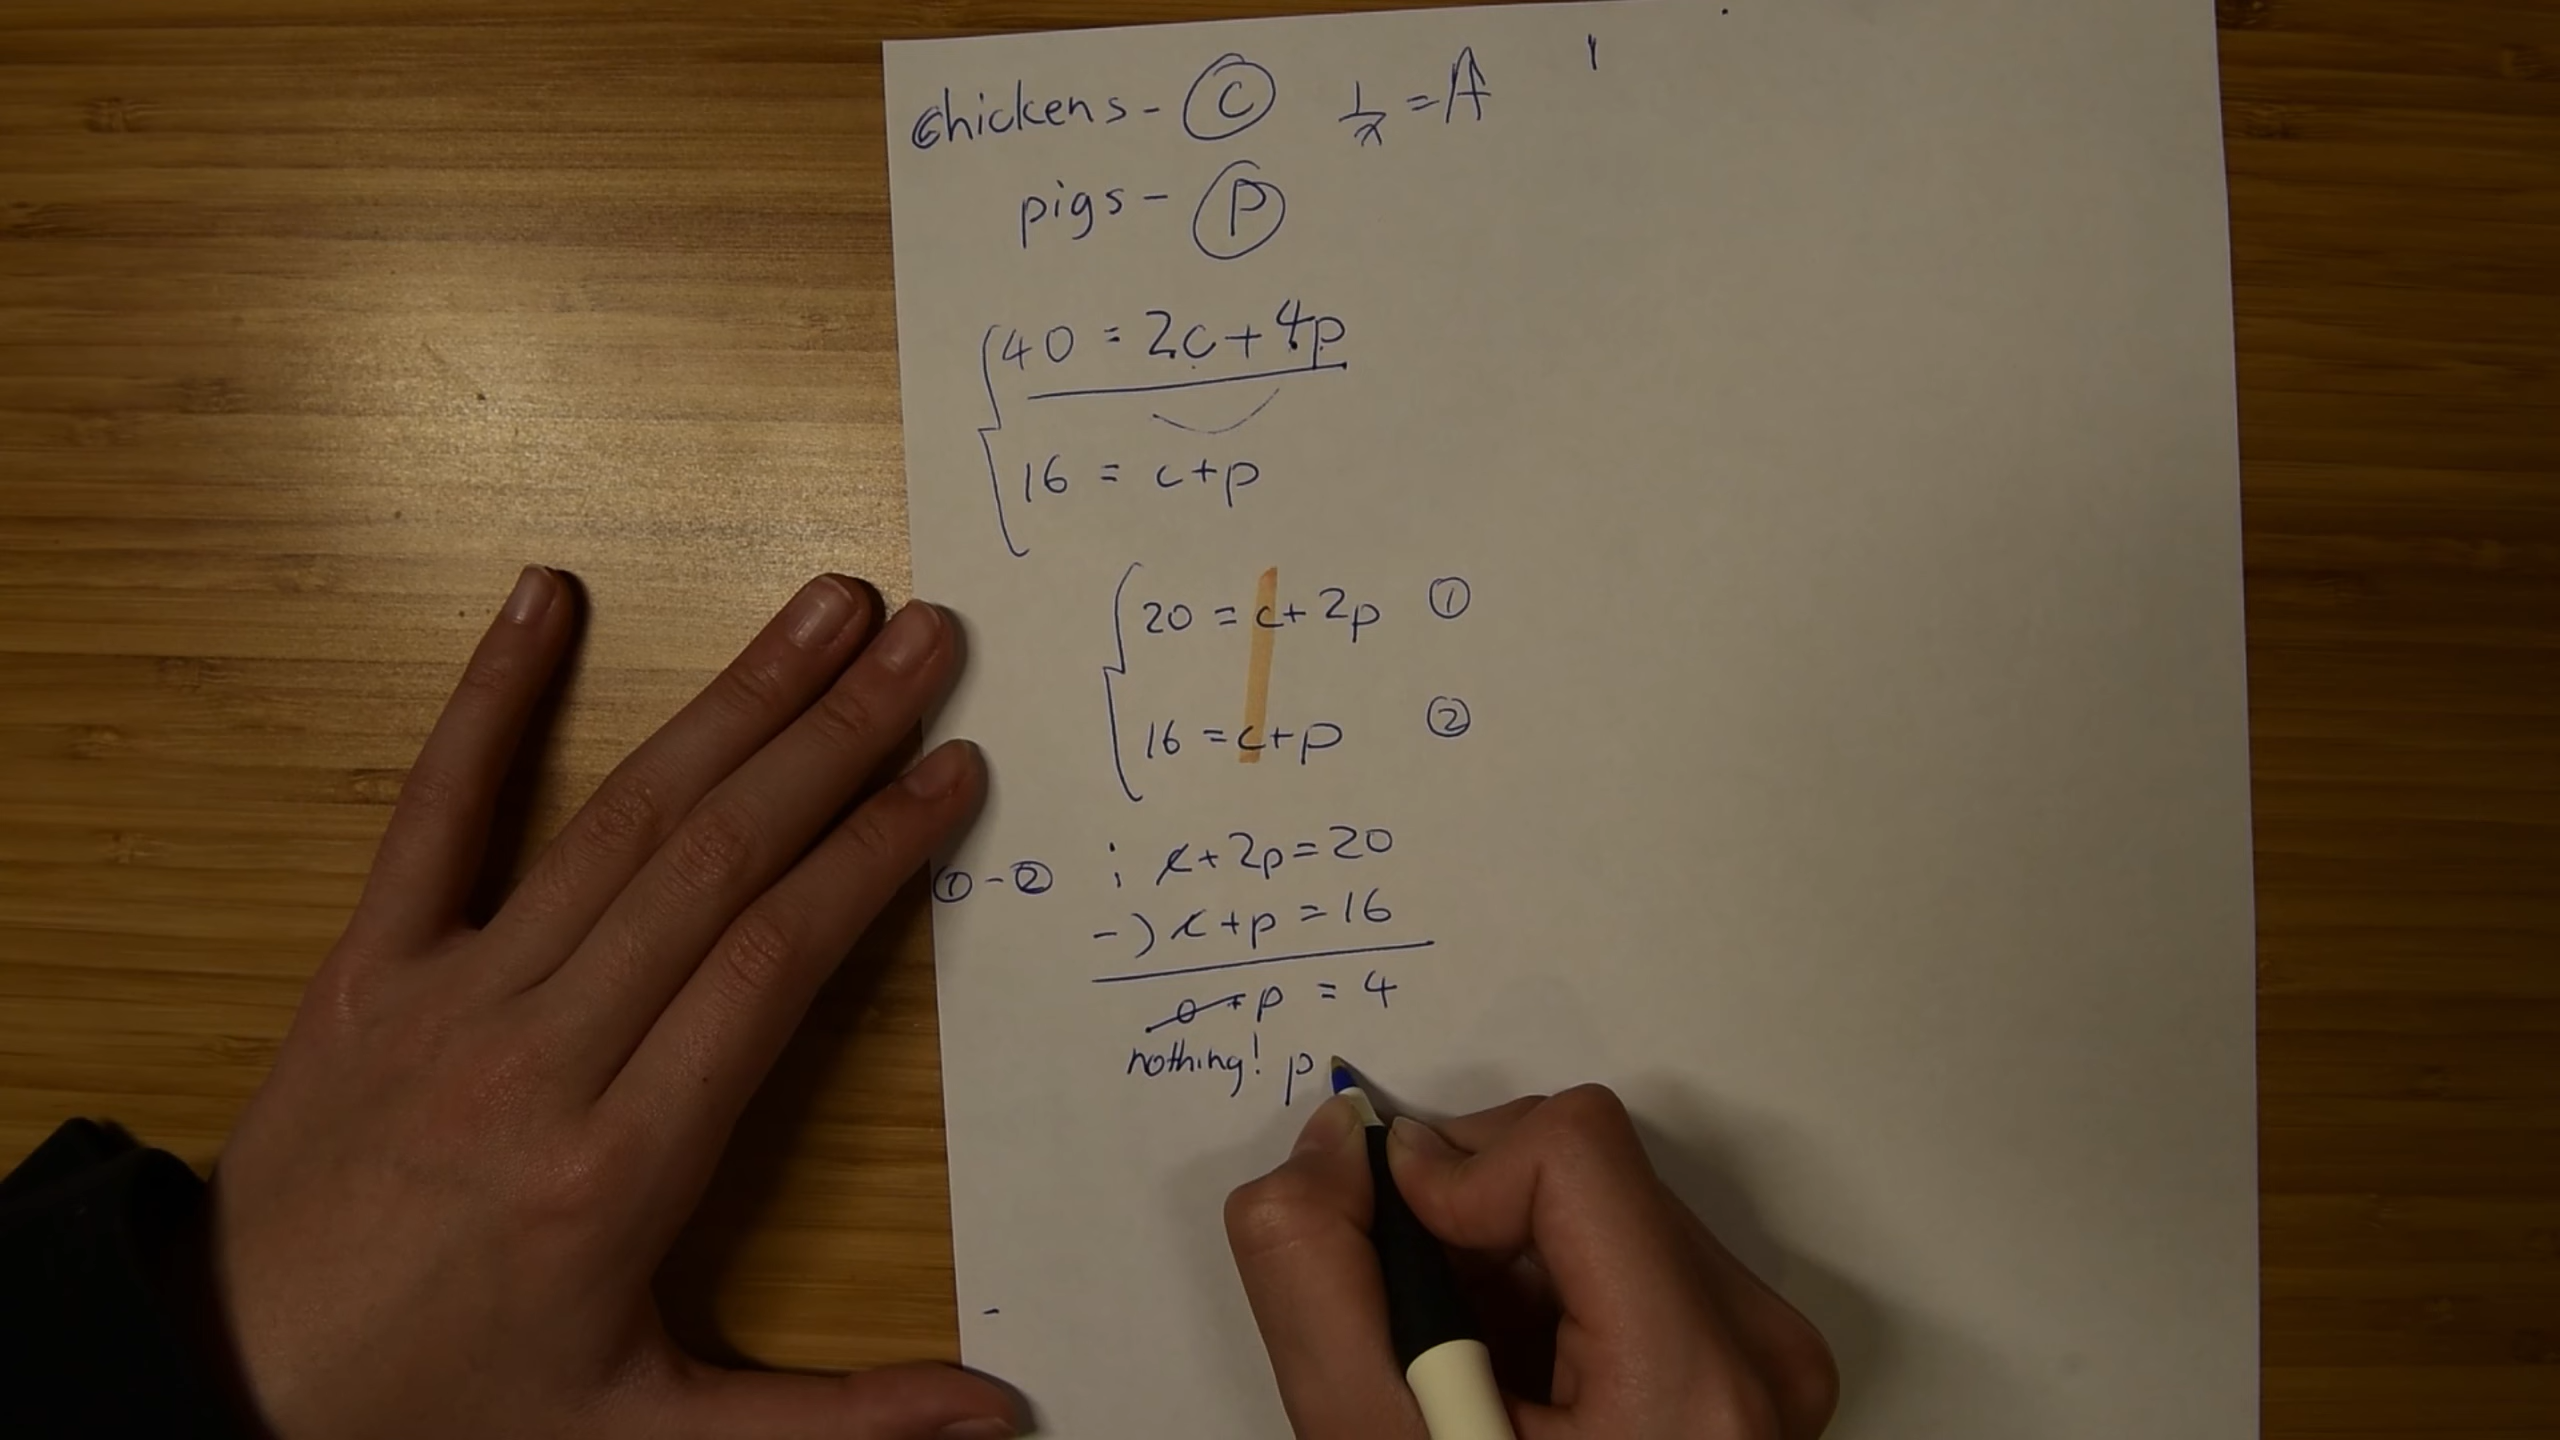 chickens - c 1/x = A
pigs - p
40 = 2c + 4p
16 = c + p
20 = c + 2p ①
16 = c + p ②
① - ② : c + 2p = 20
-) c + p = 16
0 + p = 4
nothing! p